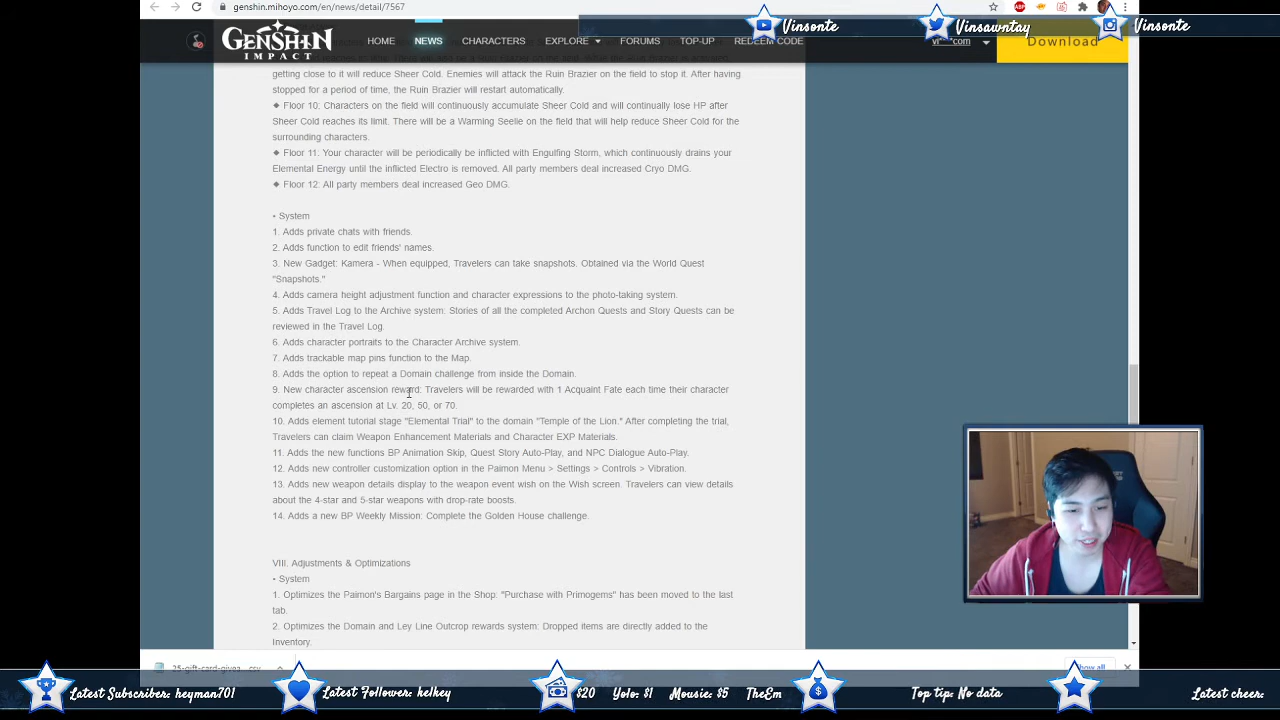 genshin.mihoyo.com/en/news/detail/7567
Vinsonte
Vinsawntay
Vinsonte
GENSHIN IMPACT
HOME
NEWS
CHARACTERS
EXPLORE
FORUMS
TOP-UP
REDEEM CODE
vi***com
Download
getting close to it will reduce Sheer Cold. Enemies will attack the Ruin Brazier on the field to stop it. After having
stopped for a period of time, the Ruin Brazier will restart automatically.
◆ Floor 10: Characters on the field will continuously accumulate Sheer Cold and will continually lose HP after
Sheer Cold reaches its limit. There will be a Warming Seelie on the field that will help reduce Sheer Cold for the
surrounding characters.
◆ Floor 11: Your character will be periodically be inflicted with Engulfing Storm, which continuously drains your
Elemental Energy until the inflicted Electro is removed. All party members deal increased Cryo DMG.
◆ Floor 12: All party members deal increased Geo DMG.
• System
1. Adds private chats with friends.
2. Adds function to edit friends' names.
3. New Gadget: Kamera - When equipped, Travelers can take snapshots. Obtained via the World Quest
"Snapshots."
4. Adds camera height adjustment function and character expressions to the photo-taking system.
5. Adds Travel Log to the Archive system: Stories of all the completed Archon Quests and Story Quests can be
reviewed in the Travel Log.
6. Adds character portraits to the Character Archive system.
7. Adds trackable map pins function to the Map.
8. Adds the option to repeat a Domain challenge from inside the Domain.
9. New character ascension reward: Travelers will be rewarded with 1 Acquaint Fate each time their character
completes an ascension at Lv. 20, 50, or 70.
10. Adds element tutorial stage "Elemental Trial" to the domain "Temple of the Lion." After completing the trial,
Travelers can claim Weapon Enhancement Materials and Character EXP Materials.
11. Adds the new functions BP Animation Skip, Quest Story Auto-Play, and NPC Dialogue Auto-Play.
12. Adds new controller customization option in the Paimon Menu > Settings > Controls > Vibration.
13. Adds new weapon details display to the weapon event wish on the Wish screen. Travelers can view details
about the 4-star and 5-star weapons with drop-rate boosts.
14. Adds a new BP Weekly Mission: Complete the Golden House challenge.
VIII. Adjustments & Optimizations
• System
1. Optimizes the Paimon's Bargains page in the Shop: "Purchase with Primogems" has been moved to the last
tab.
2. Optimizes the Domain and Ley Line Outcrop rewards system: Dropped items are directly added to the
Inventory.
25-gift-card-givea....csv
Show all
Latest Subscriber: heyman701
Latest Follower: kelkey
$20 Yolo: $1 Mousie: $5 TheEm
Top tip: No data
Latest cheer: